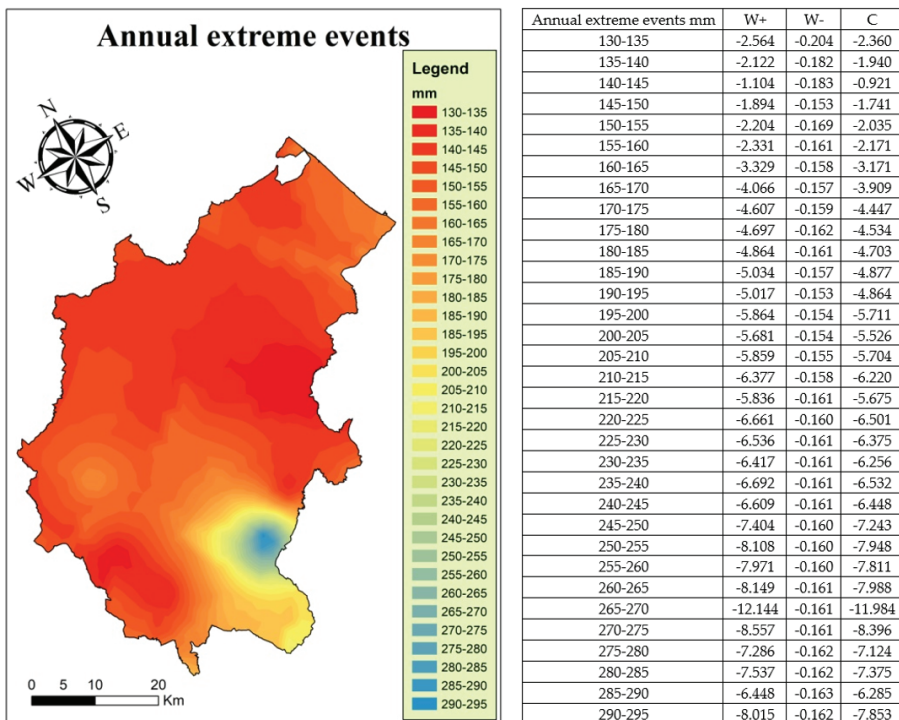 Annual extreme events
N
E
W
S
Legend
mm
130-135
135-140
140-145
145-150
150-155
155-160
160-165
165-170
170-175
175-180
180-185
185-190
185-195
195-200
200-205
205-210
210-215
215-220
220-225
225-230
230-235
235-240
240-245
245-250
250-255
255-260
260-265
265-270
270-275
275-280
280-285
285-290
290-295
0 5 10 20
Km
Annual extreme events mm W+ W- C
130-135 -2.564 -0.204 -2.360
135-140 -2.122 -0.182 -1.940
140-145 -1.104 -0.183 -0.921
145-150 -1.894 -0.153 -1.741
150-155 -2.204 -0.169 -2.035
155-160 -2.331 -0.161 -2.171
160-165 -3.329 -0.158 -3.171
165-170 -4.066 -0.157 -3.909
170-175 -4.607 -0.159 -4.447
175-180 -4.697 -0.162 -4.534
180-185 -4.864 -0.161 -4.703
185-190 -5.034 -0.157 -4.877
190-195 -5.017 -0.153 -4.864
195-200 -5.864 -0.154 -5.711
200-205 -5.681 -0.154 -5.526
205-210 -5.859 -0.155 -5.704
210-215 -6.377 -0.158 -6.220
215-220 -5.836 -0.161 -5.675
220-225 -6.661 -0.160 -6.501
225-230 -6.536 -0.161 -6.375
230-235 -6.417 -0.161 -6.256
235-240 -6.692 -0.161 -6.532
240-245 -6.609 -0.161 -6.448
245-250 -7.404 -0.160 -7.243
250-255 -8.108 -0.160 -7.948
255-260 -7.971 -0.160 -7.811
260-265 -8.149 -0.161 -7.988
265-270 -12.144 -0.161 -11.984
270-275 -8.557 -0.161 -8.396
275-280 -7.286 -0.162 -7.124
280-285 -7.537 -0.162 -7.375
285-290 -6.448 -0.163 -6.285
290-295 -8.015 -0.162 -7.853